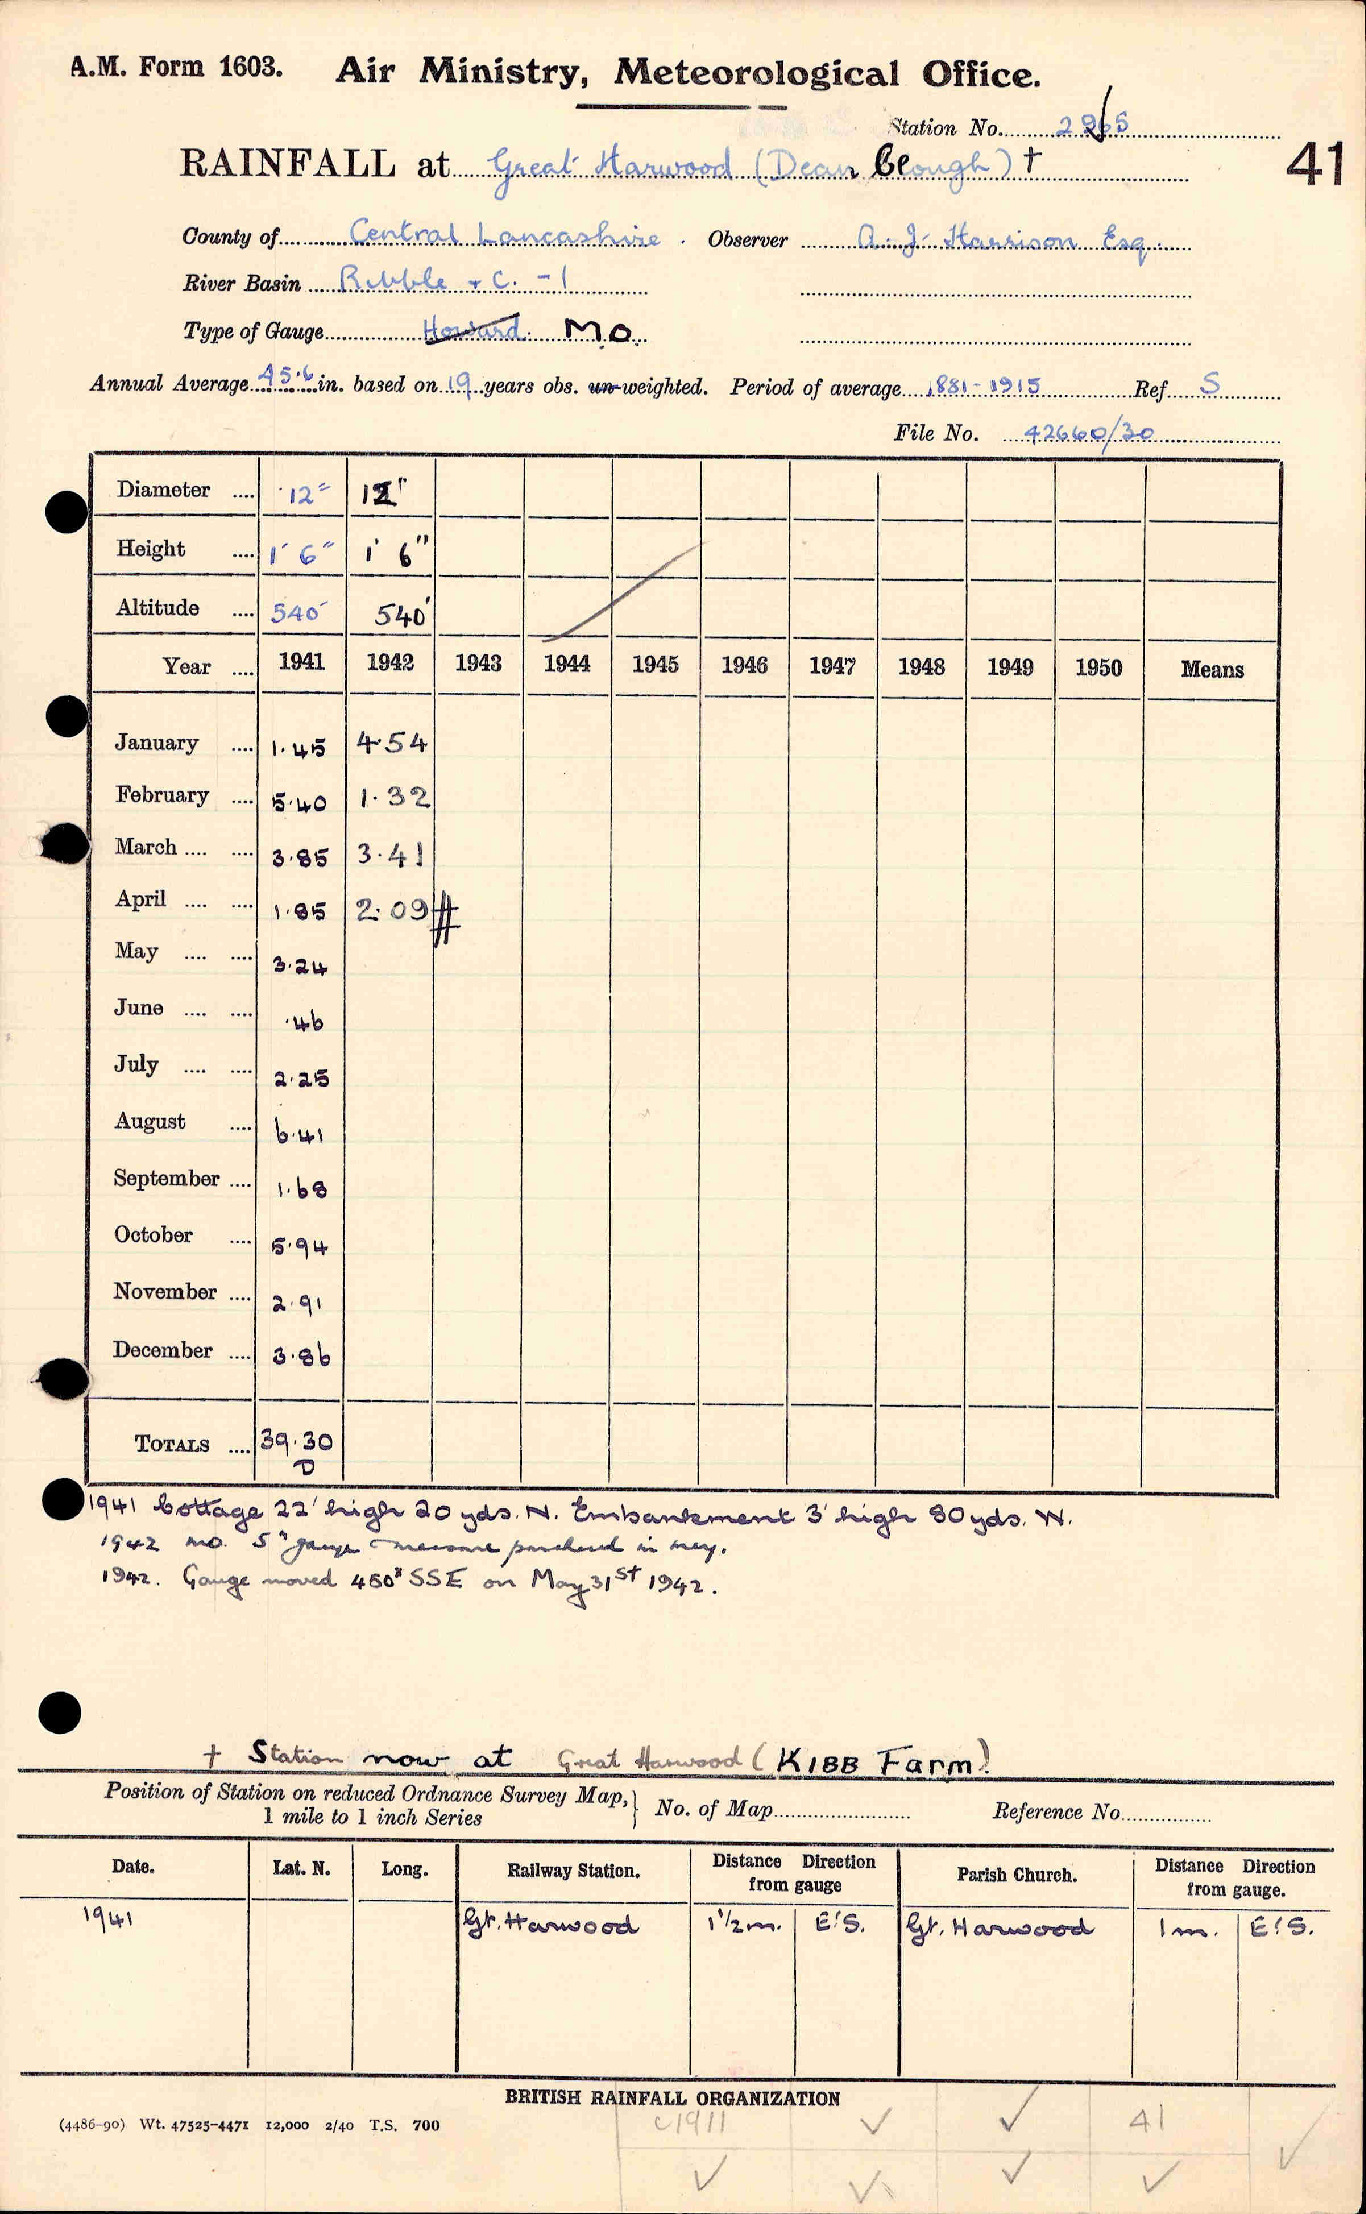 A.M. Form 1603. Air Ministry, Meteorological Office.
Station No. 2965
RAINFALL at Great Harwood (Dean Clough) † 41
County of Central Lancashire. Observer A. J. Harrison Esq.
River Basin Ribble + C. - 1
Type of Gauge Howard M.O.
Annual Average 45.6 in. based on 19 years obs. un-weighted. Period of average 1881-1915 Ref S
File No. 42660/30
Diameter .... 12" 12"
Height .... 1' 6" 1' 6"
Altitude .... 540' 540'
Year .... 1941 1942 1943 1944 1945 1946 1947 1948 1949 1950 Means
January .... 1.45 4.54
February .... 5.40 1.32
March .... .... 3.85 3.41
April .... .... 1.85 2.09 #
May .... .... 3.24
June .... .... .46
July .... .... 2.25
August .... 6.41
September .... 1.68
October .... 5.94
November .... 2.91
December .... 3.86
TOTALS .... 39.30
D
1941 Cottage 22' high 20 yds. N. Embankment 3' high 80 yds. W.
1942 MO. 5" gauge + measure purchased in May.
1942. Gauge moved 450' SSE on May 31st 1942.
† Station now at Great Harwood (KIBB Farm)
Position of Station on reduced Ordnance Survey Map, } No. of Map Reference No.
1 mile to 1 inch Series
Date. Lat. N. Long. Railway Station. Distance Direction from gauge Parish Church. Distance Direction from gauge.
1941 Gt. Harwood 1½ m. E'S. Gt. Harwood 1 m. E'S.
BRITISH RAINFALL ORGANIZATION
(4486-90) Wt. 47525-4471 12,000 2/40 T.S. 700
c1911 ✓ ✓ 41 ✓
✓ ✓ ✓ ✓